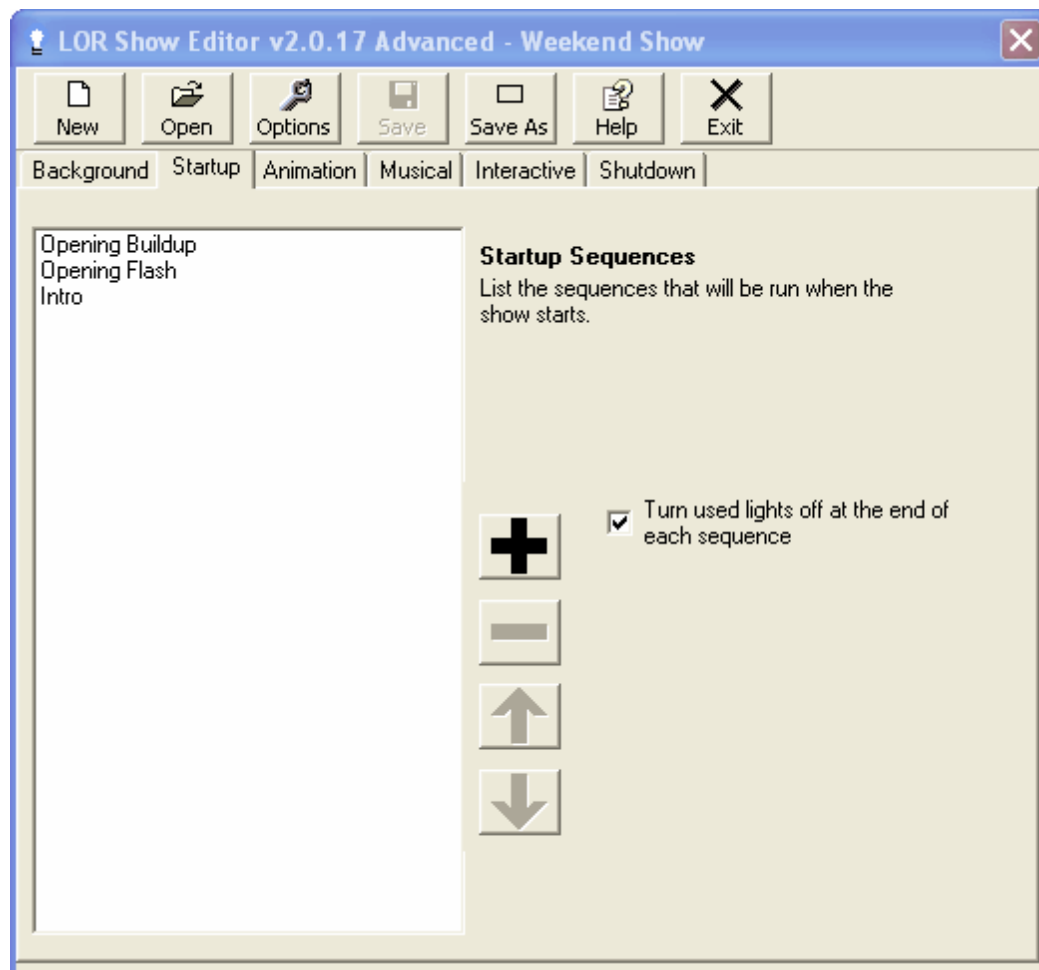 LOR Show Editor v2.0.17 Advanced - Weekend Show
New Open Options Save Save As Help Exit
Background Startup Animation Musical Interactive Shutdown
Opening Buildup
Opening Flash
Intro
Startup Sequences
List the sequences that will be run when the
show starts.
Turn used lights off at the end of
each sequence